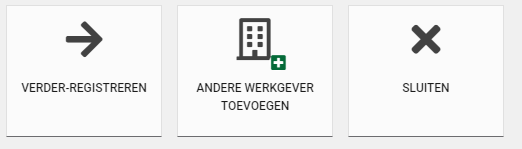 VERDER-REGISTREREN
ANDERE WERKGEVER
TOEVOEGEN
SLUITEN